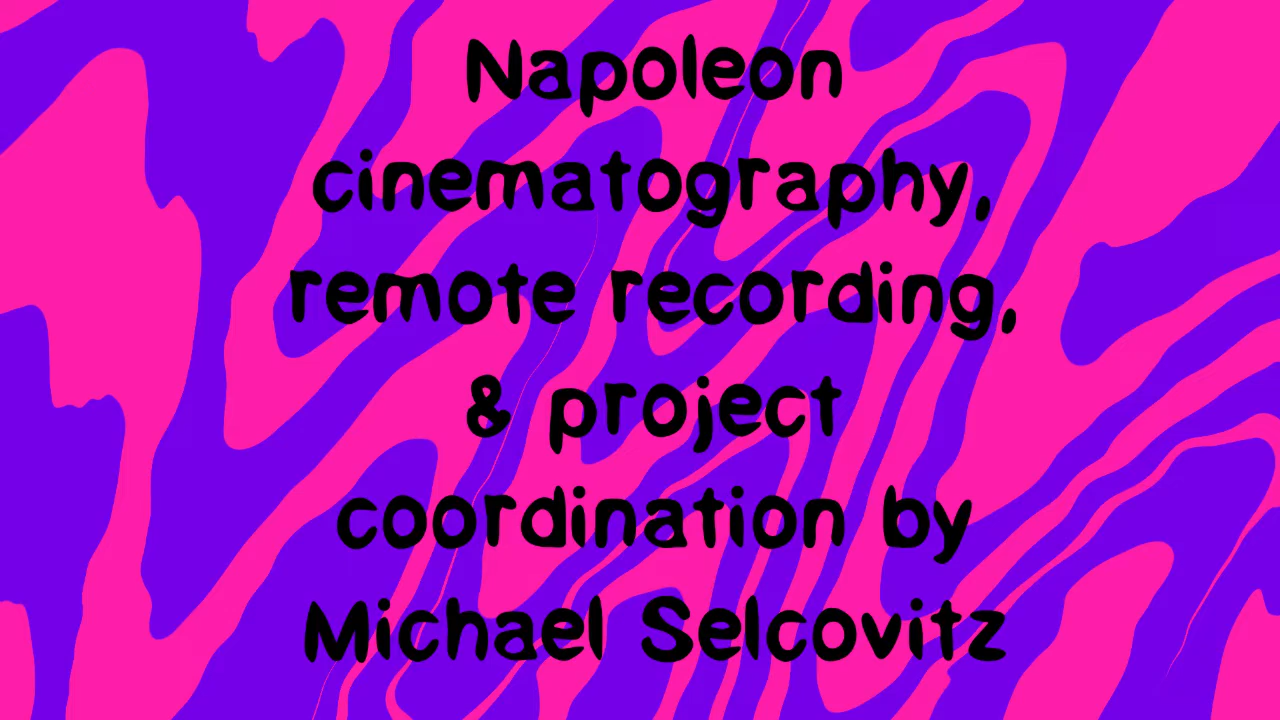 Napoleon
cinematography,
remote recording,
& project
coordination by
Michael Selcovitz